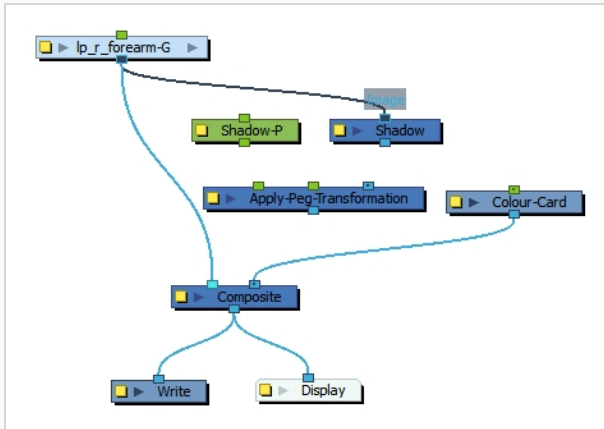 lp_r_forearm-G
Image
Shadow-P
Shadow
Apply-Peg-Transformation
Colour-Card
Composite
Write
Display